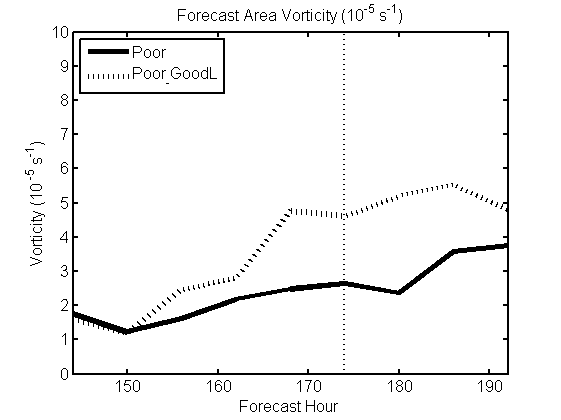 Forecast Area Vorticity (10⁻⁵ s⁻¹)
Poor
Poor_GoodL
Vorticity (10⁻⁵ s⁻¹)
10
9
8
7
6
5
4
3
2
1
0
150 160 170 180 190
Forecast Hour